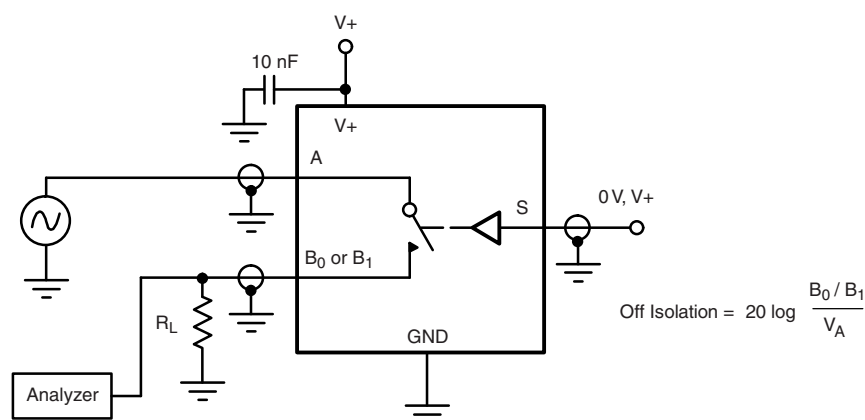 V+
10 nF
V+
A
S
0 V, V+
B0 or B1
RL
GND
Off Isolation = 20 log B0 / B1
VA
Analyzer